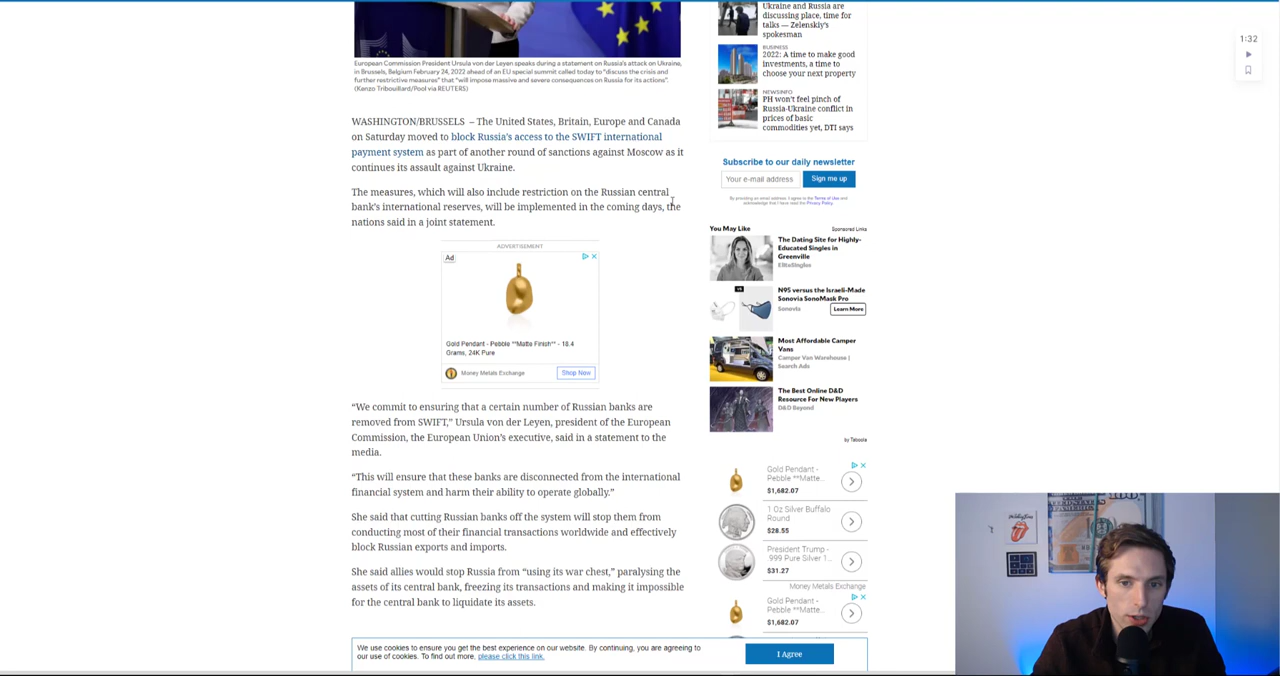 European Commission President Ursula von der Leyen speaks during a statement on Russia's attack on Ukraine,
in Brussels, Belgium February 24, 2022 ahead of an EU special summit called today to "discuss the crisis and
further restrictive measures" that "will impose massive and severe consequences on Russia for its actions".
(Kenzo Tribouillard/Pool via REUTERS)
WASHINGTON/BRUSSELS – The United States, Britain, Europe and Canada
on Saturday moved to block Russia's access to the SWIFT international
payment system as part of another round of sanctions against Moscow as it
continues its assault against Ukraine.
The measures, which will also include restriction on the Russian central
bank's international reserves, will be implemented in the coming days, the
nations said in a joint statement.
ADVERTISEMENT
Ad
Gold Pendant - Pebble **Matte Finish** - 18.4
Grams, 24K Pure
Money Metals Exchange
Shop Now
“We commit to ensuring that a certain number of Russian banks are
removed from SWIFT,” Ursula von der Leyen, president of the European
Commission, the European Union’s executive, said in a statement to the
media.
“This will ensure that these banks are disconnected from the international
financial system and harm their ability to operate globally.”
She said that cutting Russian banks off the system will stop them from
conducting most of their financial transactions worldwide and effectively
block Russian exports and imports.
She said allies would stop Russia from “using its war chest,” paralysing the
assets of its central bank, freezing its transactions and making it impossible
for the central bank to liquidate its assets.
Ukraine and Russia are
discussing place, time for
talks — Zelenskiy's
spokesman
BUSINESS
2022: A time to make good
investments, a time to
choose your next property
NEWSINFO
PH won't feel pinch of
Russia-Ukraine conflict in
prices of basic
commodities yet, DTI says
Subscribe to our daily newsletter
Your e-mail address
Sign me up
By providing an email address. I agree to the Terms of Use and
acknowledge that I have read the Privacy Policy.
You May Like
Sponsored Links
The Dating Site for Highly-
Educated Singles in
Greenville
EliteSingles
N95 versus the Israeli-Made
Sonovia SonoMask Pro
Sonovia
Learn More
Most Affordable Camper
Vans
Camper Van Warehouse |
Search Ads
The Best Online D&D
Resource For New Players
D&D Beyond
by Taboola
Gold Pendant -
Pebble **Matte...
$1,682.07
1 Oz Silver Buffalo
Round
$28.55
President Trump -
.999 Pure Silver 1...
$31.27
Money Metals Exchange
Gold Pendant -
Pebble **Matte...
$1,682.07
We use cookies to ensure you get the best experience on our website. By continuing, you are agreeing to
our use of cookies. To find out more, please click this link.
I Agree
1:32